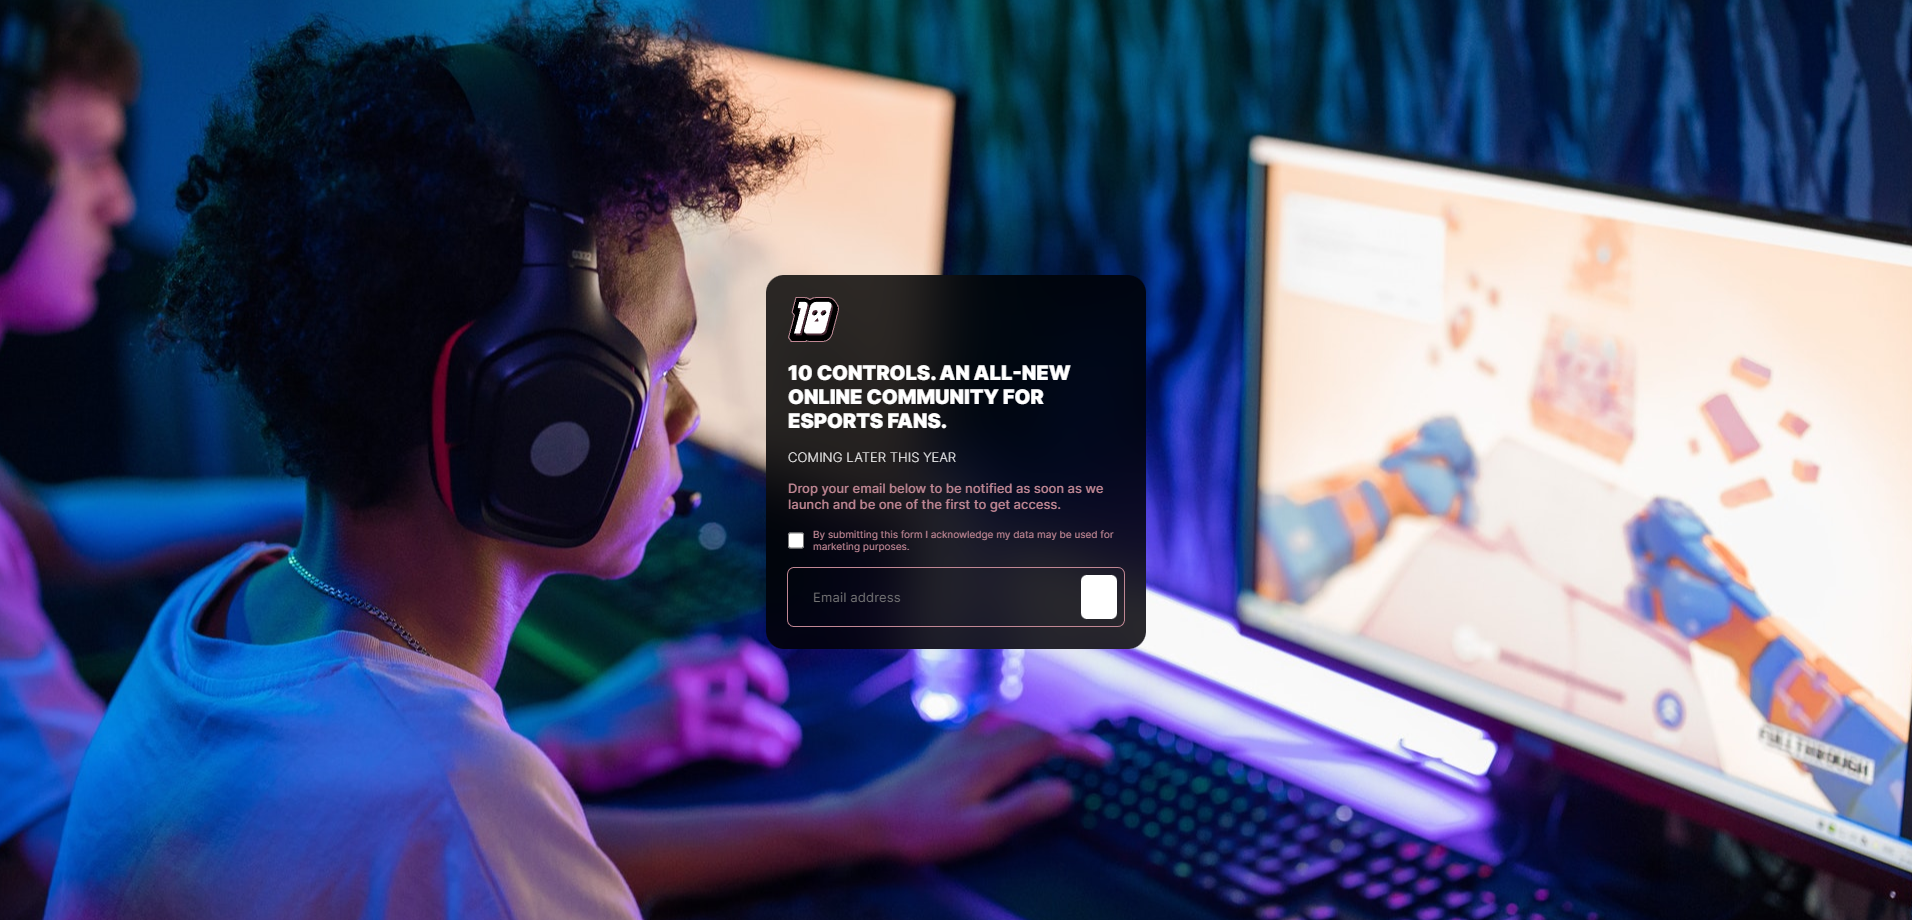 G332
10
10 CONTROLS. AN ALL-NEW
ONLINE COMMUNITY FOR
ESPORTS FANS.
COMING LATER THIS YEAR
Drop your email below to be notified as soon as we
launch and be one of the first to get access.
By submitting this form I acknowledge my data may be used for
marketing purposes.
Email address